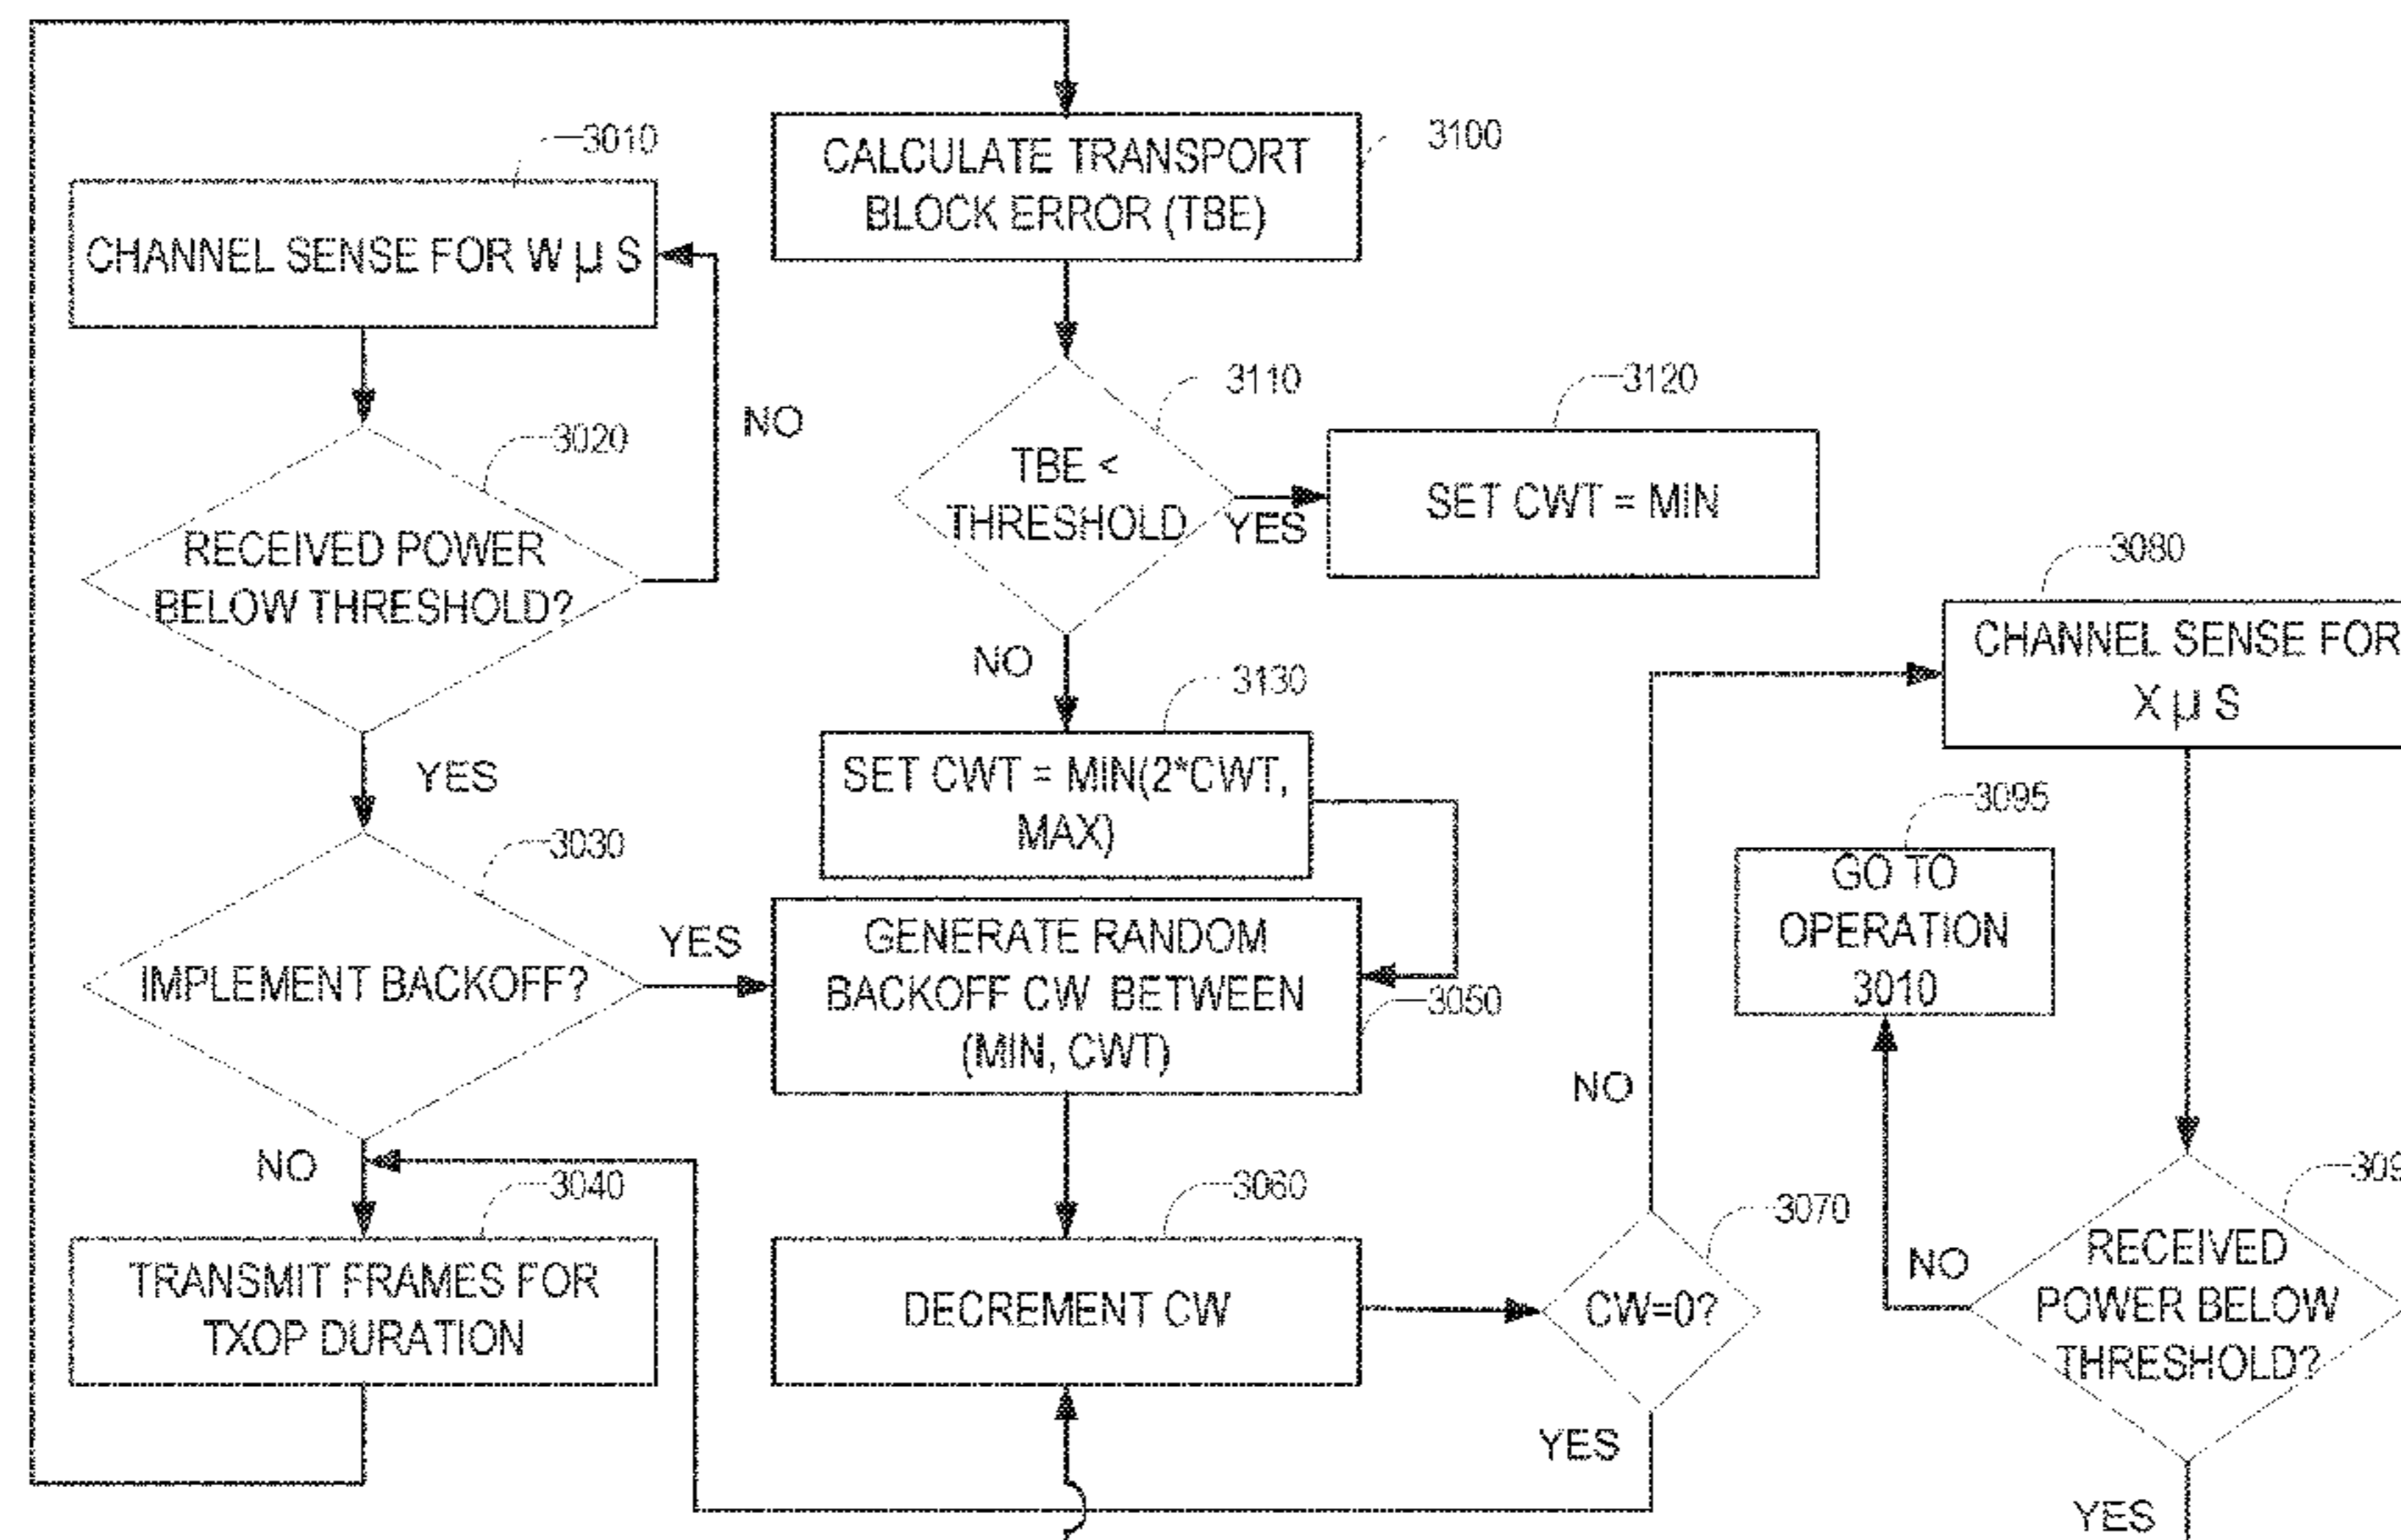 3010
CHANNEL SENSE FOR W μ S
3020
RECEIVED POWER
BELOW THRESHOLD?
NO
YES
3030
IMPLEMENT BACKOFF?
YES
NO
3040
TRANSMIT FRAMES FOR
TXOP DURATION
3100
CALCULATE TRANSPORT
BLOCK ERROR (TBE)
3110
TBE <
THRESHOLD
YES
3120
SET CWT = MIN
NO
3130
SET CWT = MIN(2*CWT,
MAX)
GENERATE RANDOM
BACKOFF CW BETWEEN
(MIN, CWT)
3050
3060
DECREMENT CW
3070
CW=0?
NO
YES
3080
CHANNEL SENSE FOR
X μ S
3095
GO TO
OPERATION
3010
NO
309
RECEIVED
POWER BELOW
THRESHOLD?
YES